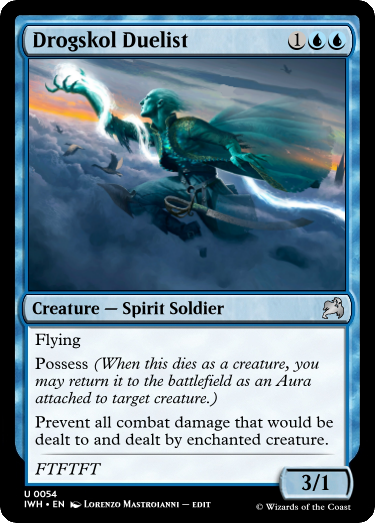 Drogskol Duelist 1
Creature — Spirit Soldier
Flying
Possess (When this dies as a creature, you
may return it to the battlefield as an Aura
attached to target creature.)
Prevent all combat damage that would be
dealt to and dealt by enchanted creature.
FTFTFT
3/1
U 0054
IWH • EN Lorenzo Mastroianni — EDIT
© Wizards of the Coast